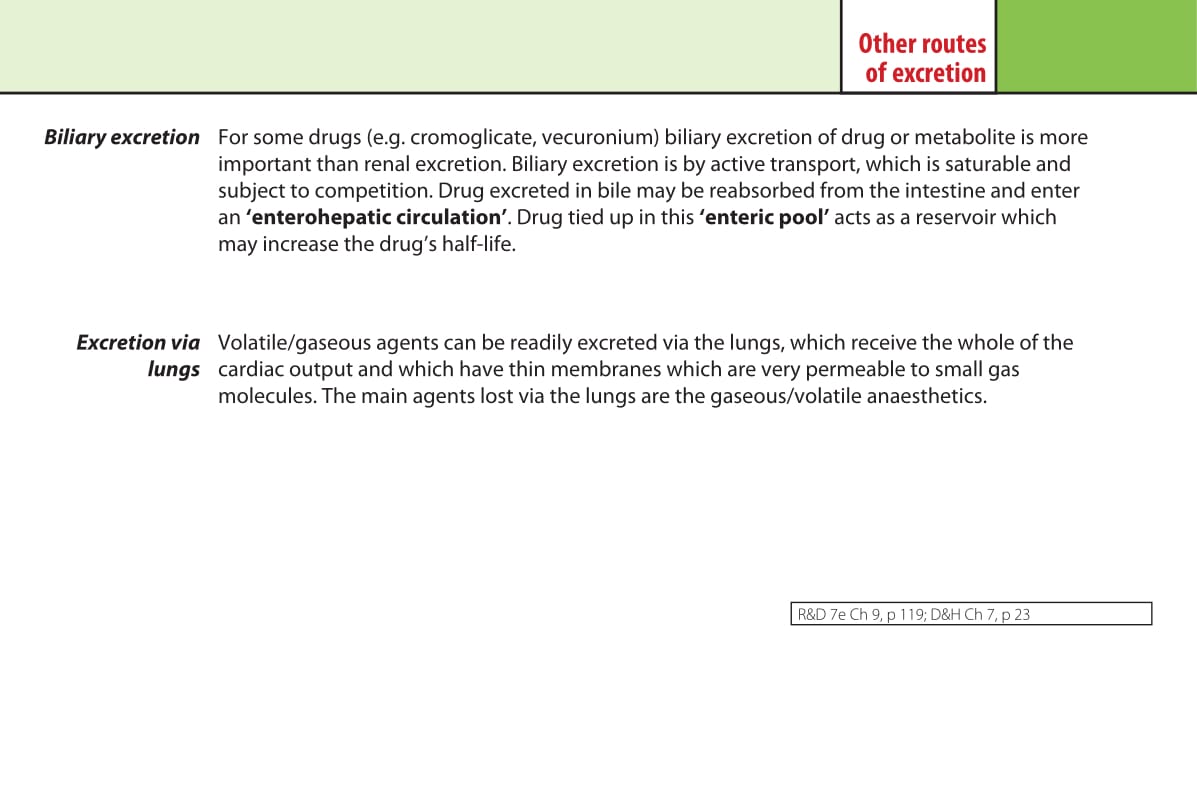 Other routes
of excretion
Biliary excretion For some drugs (e.g. cromoglicate, vecuronium) biliary excretion of drug or metabolite is more
important than renal excretion. Biliary excretion is by active transport, which is saturable and
subject to competition. Drug excreted in bile may be reabsorbed from the intestine and enter
an ‘enterohepatic circulation’. Drug tied up in this ‘enteric pool’ acts as a reservoir which
may increase the drug’s half-life.
Excretion via Volatile/gaseous agents can be readily excreted via the lungs, which receive the whole of the
lungs cardiac output and which have thin membranes which are very permeable to small gas
molecules. The main agents lost via the lungs are the gaseous/volatile anaesthetics.
R&D 7e Ch 9, p 119; D&H Ch 7, p 23